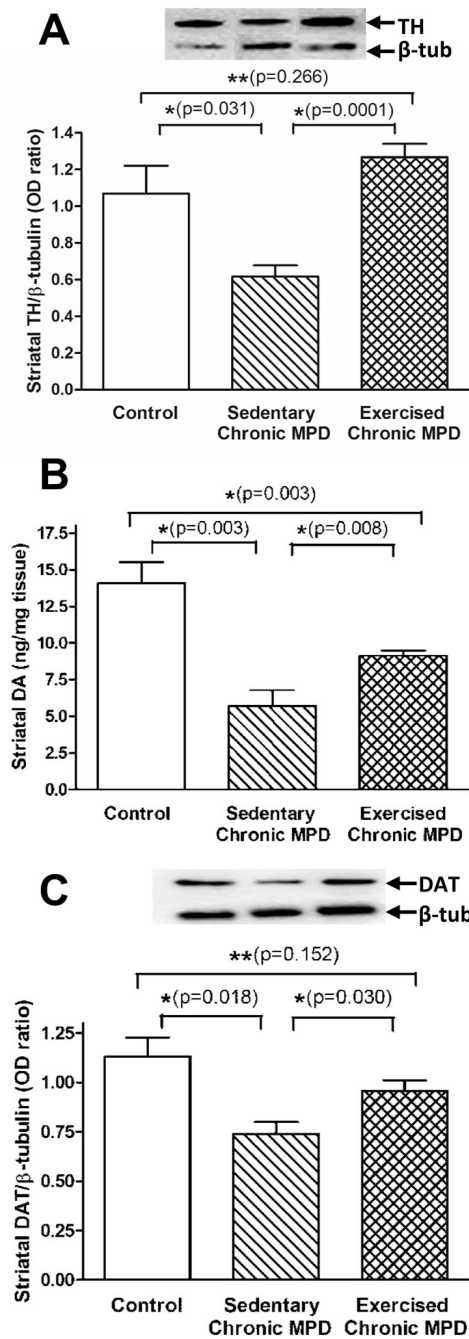 A
TH
β-tub
**(p=0.266)
*(p=0.031) *(p=0.0001)
Striatal TH/β-tubulin (OD ratio)
1.4
1.2
1.0
0.8
0.6
0.4
0.2
0.0
Control Sedentary Chronic MPD Exercised Chronic MPD
B
*(p=0.003)
*(p=0.003) *(p=0.008)
Striatal DA (ng/mg tissue)
17.5
15.0
12.5
10.0
7.5
5.0
2.5
0.0
Control Sedentary Chronic MPD Exercised Chronic MPD
C
DAT
β-tub
**(p=0.152)
*(p=0.018) *(p=0.030)
Striatal DAT/β-tubulin (OD ratio)
1.25
1.00
0.75
0.50
0.25
0.00
Control Sedentary Chronic MPD Exercised Chronic MPD